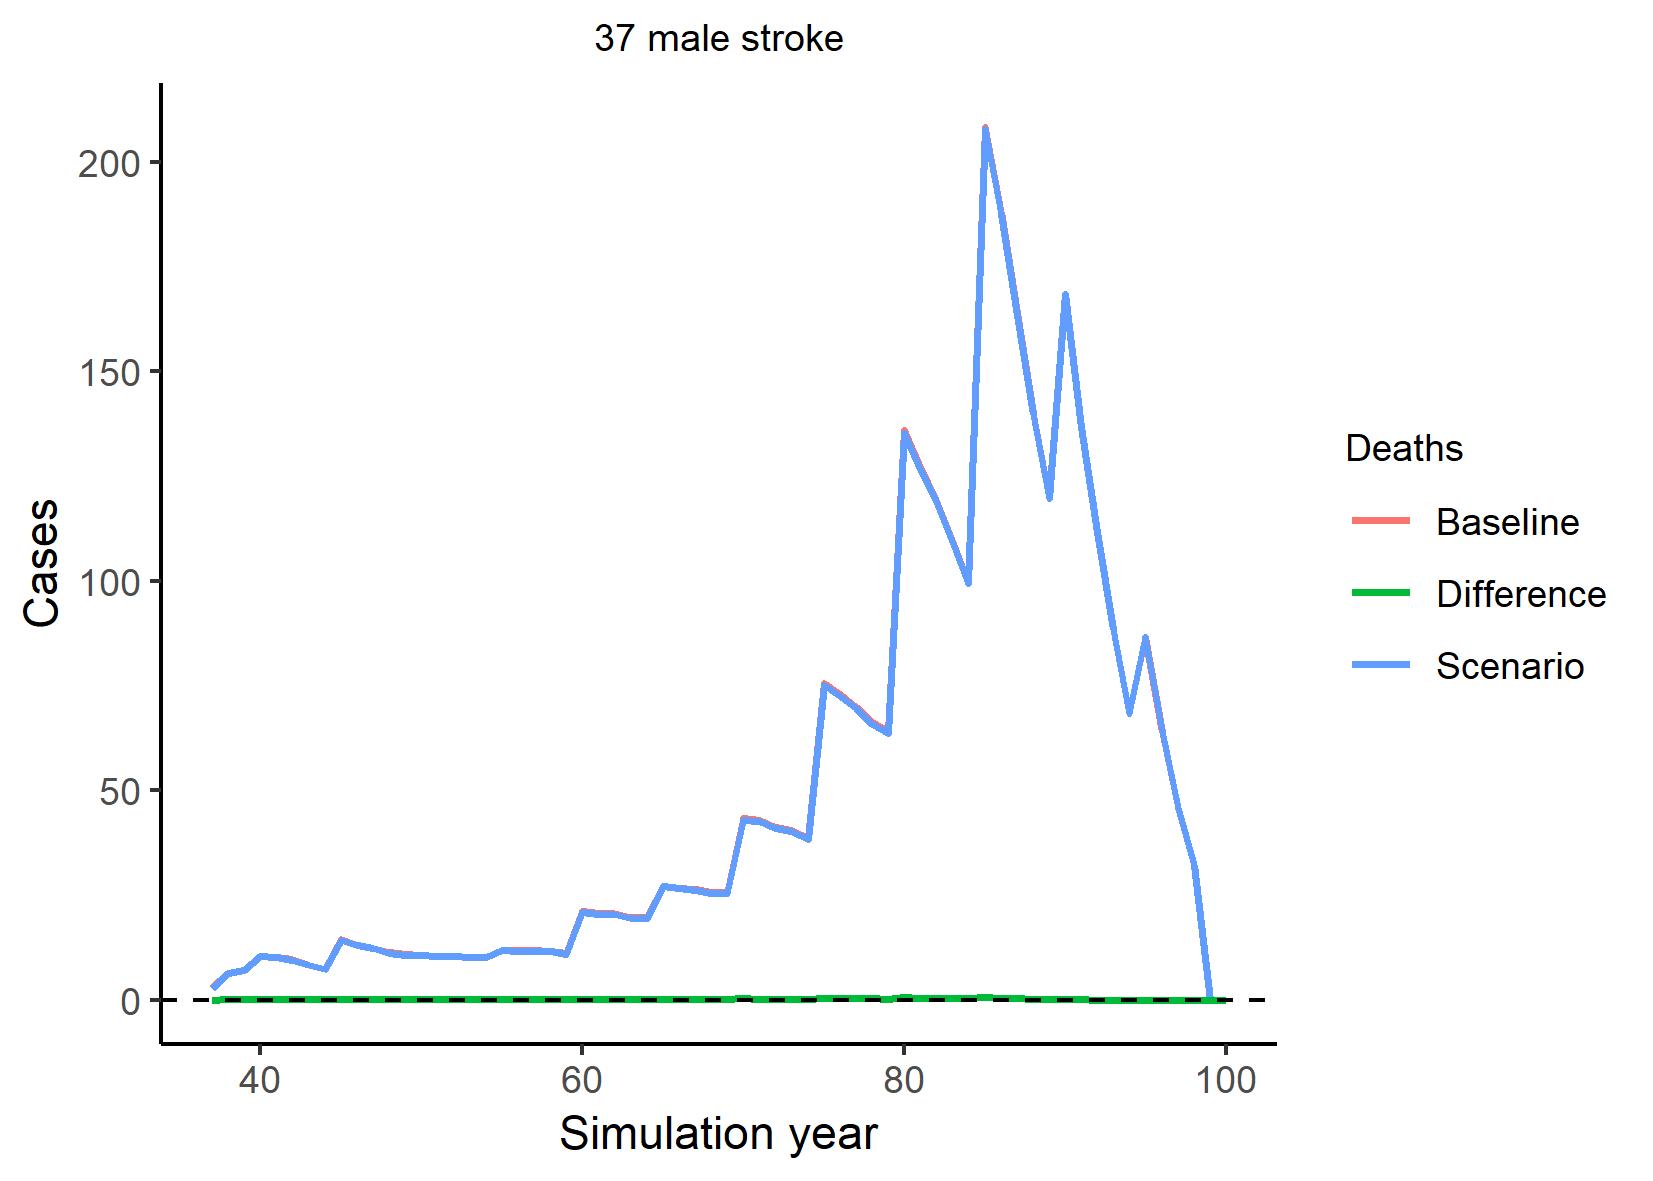 37 male stroke
200
150
100
50
0
Cases
40 60 80 100
Simulation year
Deaths
Baseline
Difference
Scenario